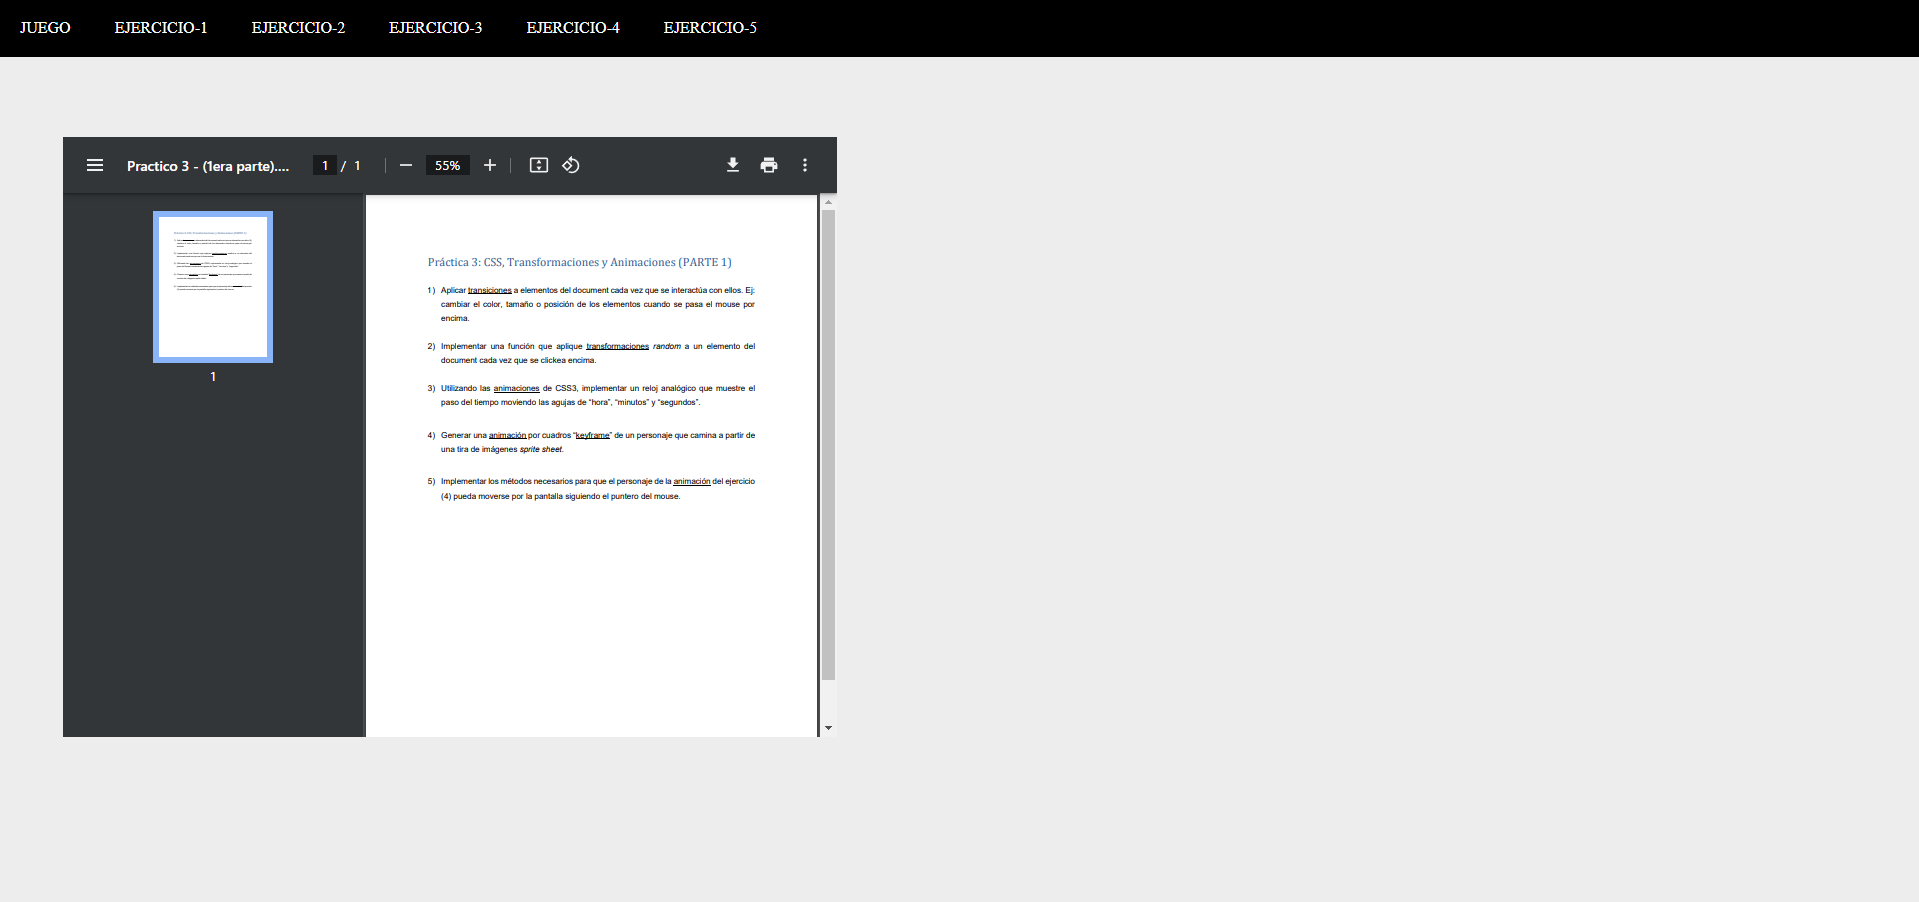 JUEGO EJERCICIO-1 EJERCICIO-2 EJERCICIO-3 EJERCICIO-4 EJERCICIO-5
Practico 3 - (1era parte).... 1 / 1 55%
1
Práctica 3: CSS, Transformaciones y Animaciones (PARTE 1)
1) Aplicar transiciones a elementos del document cada vez que se interactúa con ellos. Ej:
cambiar el color, tamaño o posición de los elementos cuando se pasa el mouse por
encima.
2) Implementar una función que aplique transformaciones random a un elemento del
document cada vez que se clickea encima.
3) Utilizando las animaciones de CSS3, implementar un reloj analógico que muestre el
paso del tiempo moviendo las agujas de “hora”, “minutos” y “segundos”.
4) Generar una animación por cuadros “keyframe” de un personaje que camina a partir de
una tira de imágenes sprite sheet.
5) Implementar los métodos necesarios para que el personaje de la animación del ejercicio
(4) pueda moverse por la pantalla siguiendo el puntero del mouse.